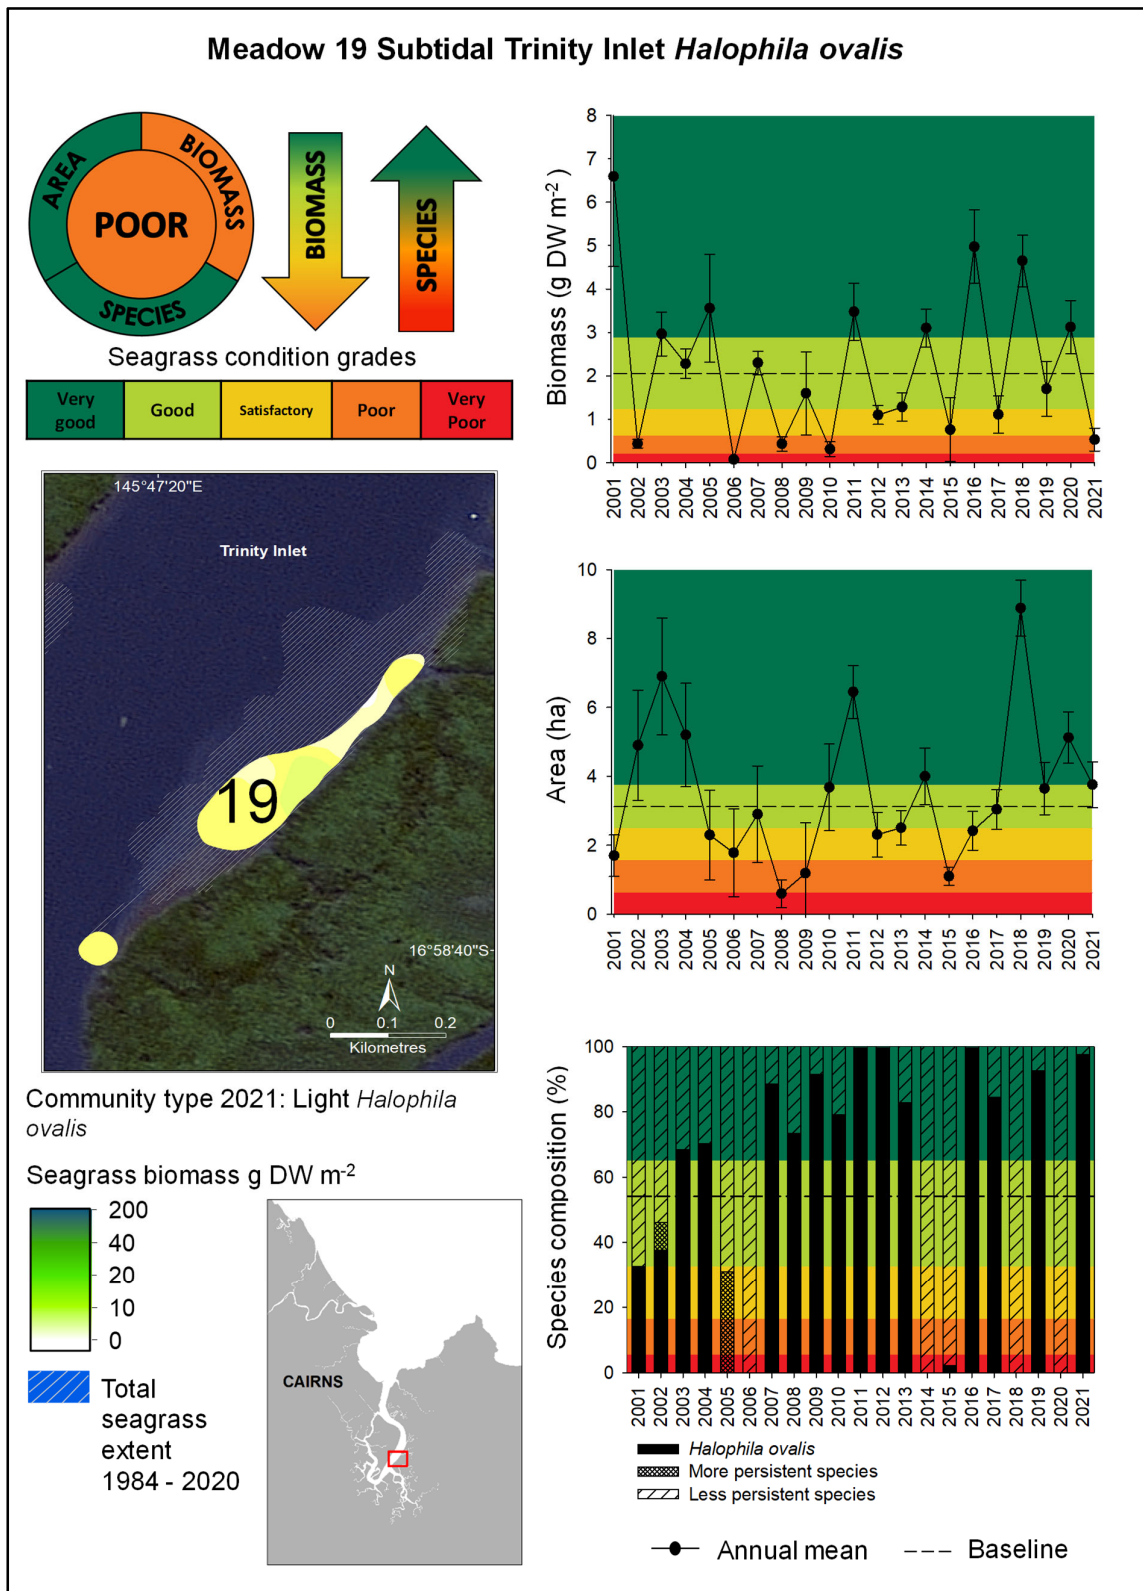 Meadow 19 Subtidal Trinity Inlet Halophila ovalis
AREA
BIOMASS
POOR
SPECIES
BIOMASS
SPECIES
Seagrass condition grades
Very good
Good
Satisfactory
Poor
Very Poor
145°47'20"E
Trinity Inlet
19
16°58'40"S
N
0 0.1 0.2
Kilometres
Community type 2021: Light Halophila
ovalis
Seagrass biomass g DW m-2
200
40
20
10
0
Total
seagrass
extent
1984 - 2020
CAIRNS
Biomass (g DW m-2)
8
7
6
5
4
3
2
1
0
2001 2002 2003 2004 2005 2006 2007 2008 2009 2010 2011 2012 2013 2014 2015 2016 2017 2018 2019 2020 2021
Area (ha)
10
8
6
4
2
0
2001 2002 2003 2004 2005 2006 2007 2008 2009 2010 2011 2012 2013 2014 2015 2016 2017 2018 2019 2020 2021
Species composition (%)
100
80
60
40
20
0
2001 2002 2003 2004 2005 2006 2007 2008 2009 2010 2011 2012 2013 2014 2015 2016 2017 2018 2019 2020 2021
Halophila ovalis
More persistent species
Less persistent species
Annual mean
Baseline